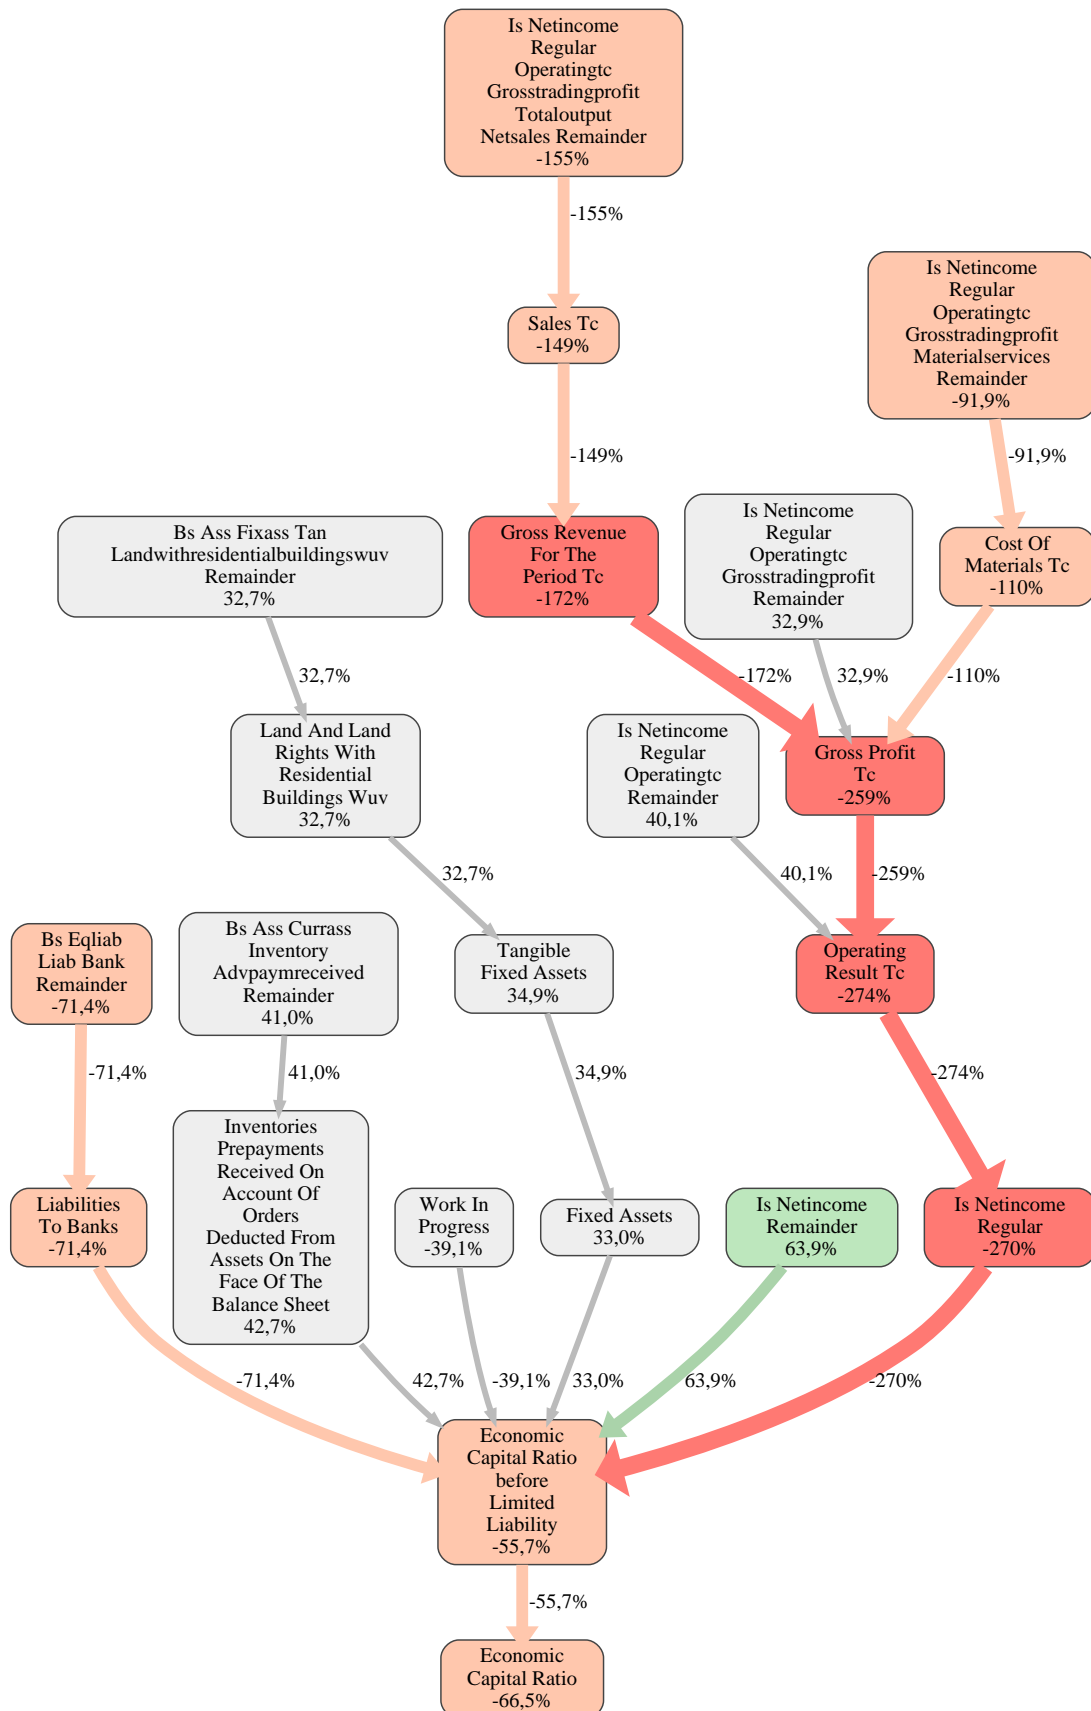 Is Netincome
Regular
Operatingtc
Grosstradingprofit
Totaloutput
Netsales Remainder
-155%
-155%
Is Netincome
Regular
Operatingtc
Grosstradingprofit
Materialservices
Remainder
-91,9%
Sales Tc
-149%
-91,9%
-149%
Bs Ass Fixass Tan
Landwithresidentialbuildingswuv
Remainder
32,7%
Gross Revenue
For The
Period Tc
-172%
Is Netincome
Regular
Operatingtc
Grosstradingprofit
Remainder
32,9%
Cost Of
Materials Tc
-110%
32,7%
-172%
32,9%
-110%
Land And Land
Rights With
Residential
Buildings Wuv
32,7%
Is Netincome
Regular
Operatingtc
Remainder
40,1%
Gross Profit
Tc
-259%
32,7%
40,1%
-259%
Bs Eqliab
Liab Bank
Remainder
-71,4%
Bs Ass Currass
Inventory
Advpaymreceived
Remainder
41,0%
Tangible
Fixed Assets
34,9%
Operating
Result Tc
-274%
-71,4%
41,0%
34,9%
-274%
Liabilities
To Banks
-71,4%
Inventories
Prepayments
Received On
Account Of
Orders
Deducted From
Assets On The
Face Of The
Balance Sheet
42,7%
Work In
Progress
-39,1%
Fixed Assets
33,0%
Is Netincome
Remainder
63,9%
Is Netincome
Regular
-270%
-71,4%
42,7%
-39,1%
33,0%
63,9%
-270%
Economic
Capital Ratio
before
Limited
Liability
-55,7%
-55,7%
Economic
Capital Ratio
-66,5%